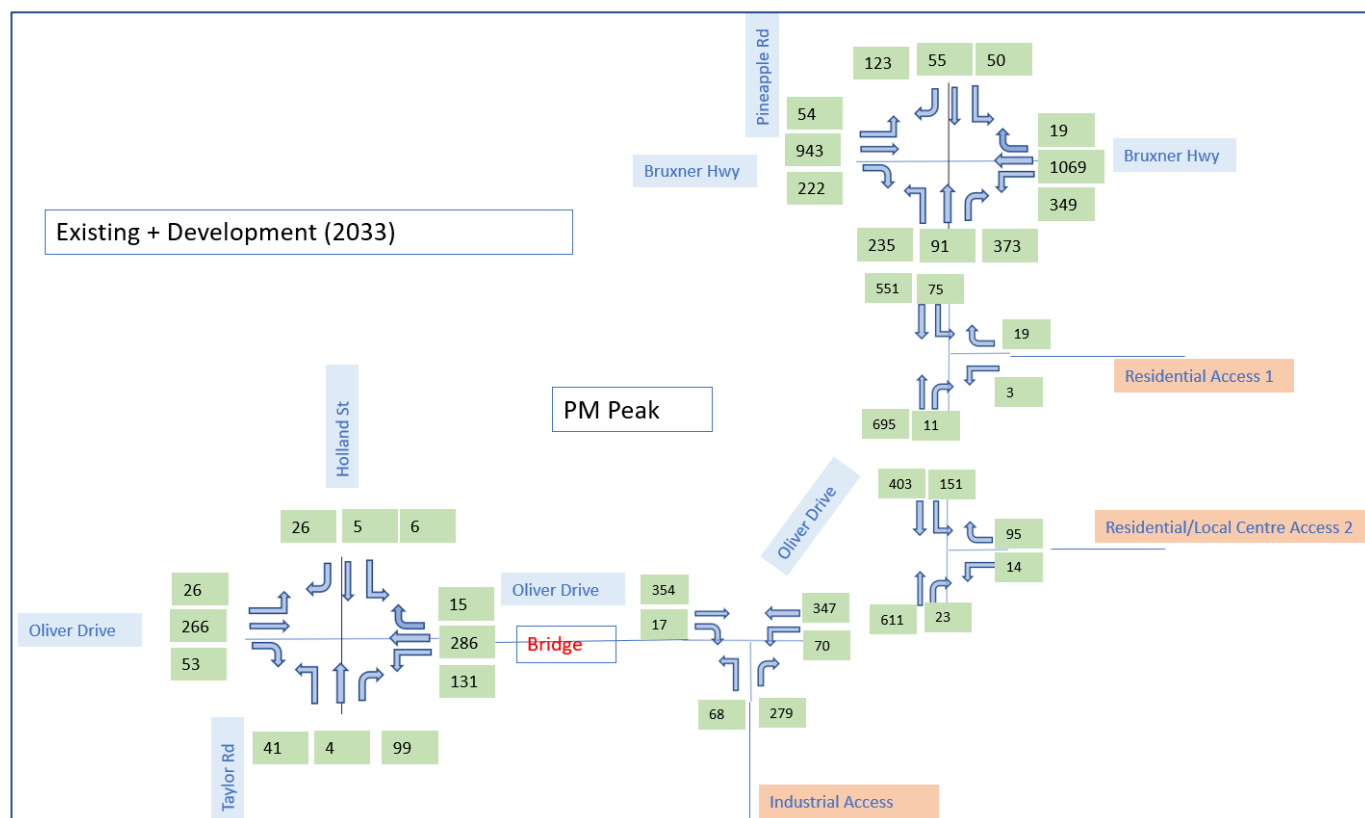 Pineapple Rd
123 55 50
54
943
222
Bruxner Hwy
19
1069
349
Bruxner Hwy
235 91 373
Existing + Development (2033)
551 75
19
3
Residential Access 1
695 11
PM Peak
Holland St
Oliver Drive
403 151
95
14
Residential/Local Centre Access 2
611 23
26 5 6
26
266
53
Oliver Drive
15
286
131
Oliver Drive
Bridge
354
17
347
70
68 279
41 4 99
Taylor Rd
Industrial Access